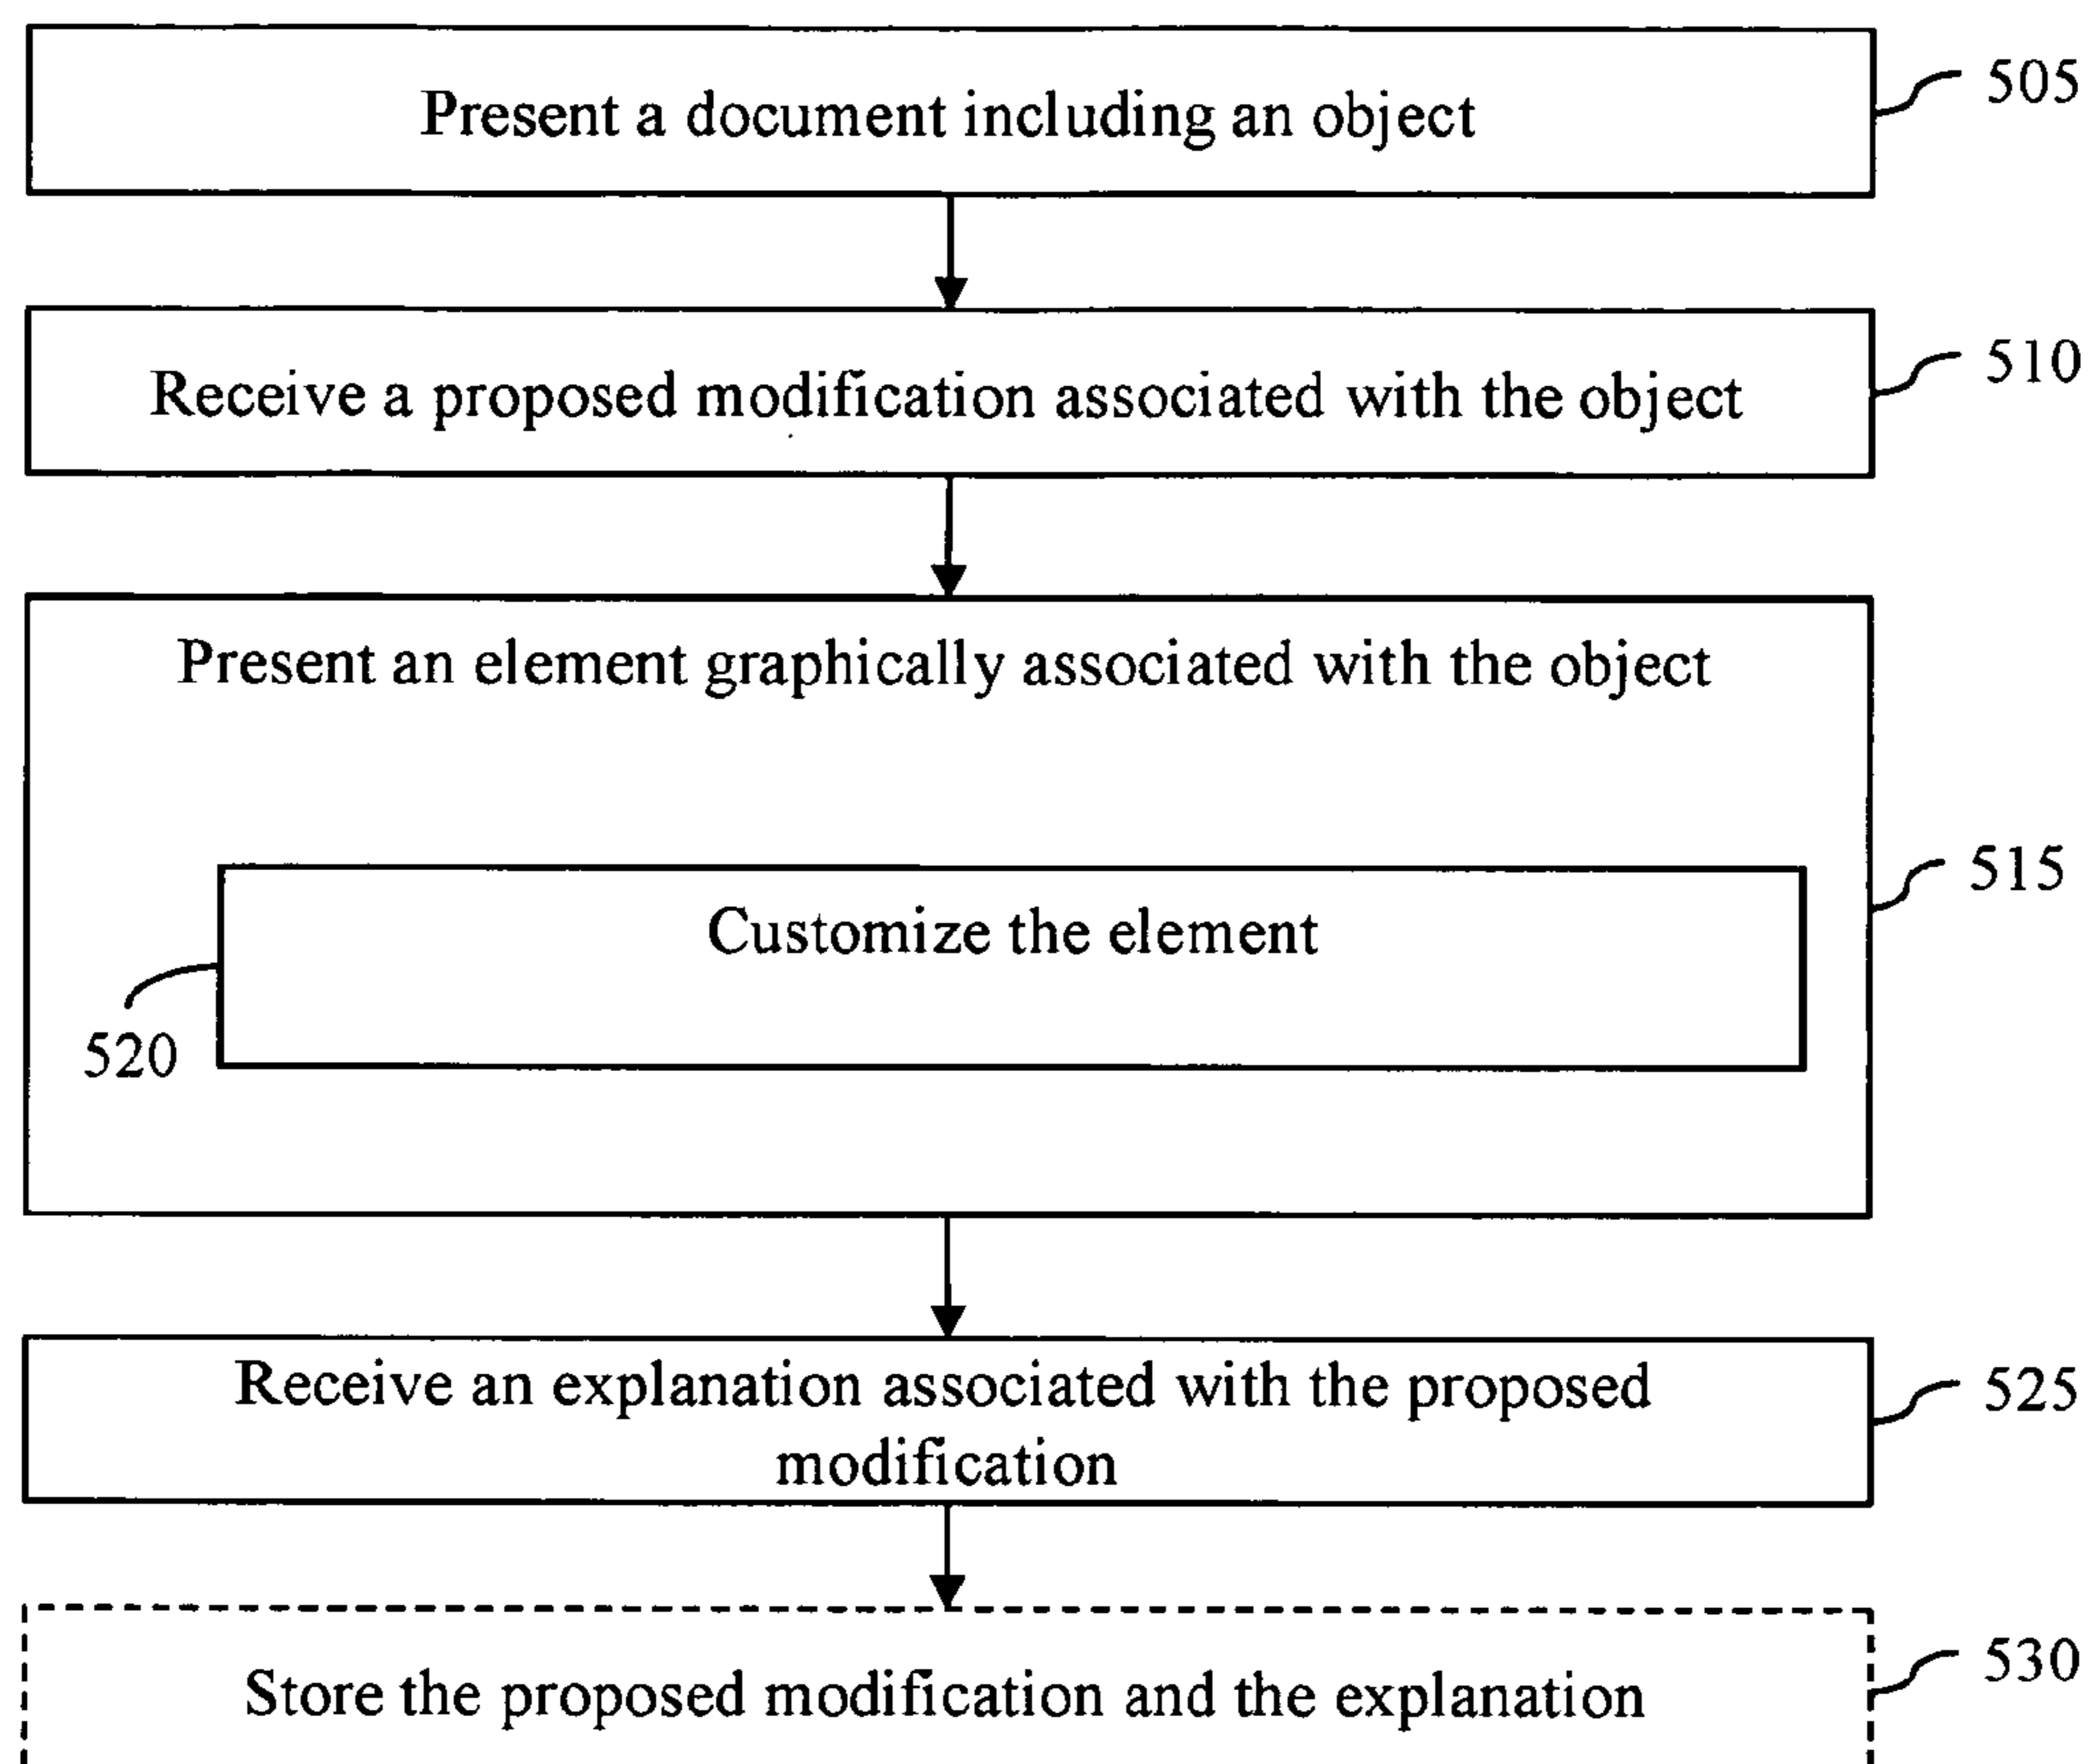 Present a document including an object
505
Receive a proposed modification associated with the object
510
Present an element graphically associated with the object
515
Customize the element
520
Receive an explanation associated with the proposed
modification
525
Store the proposed modification and the explanation
530